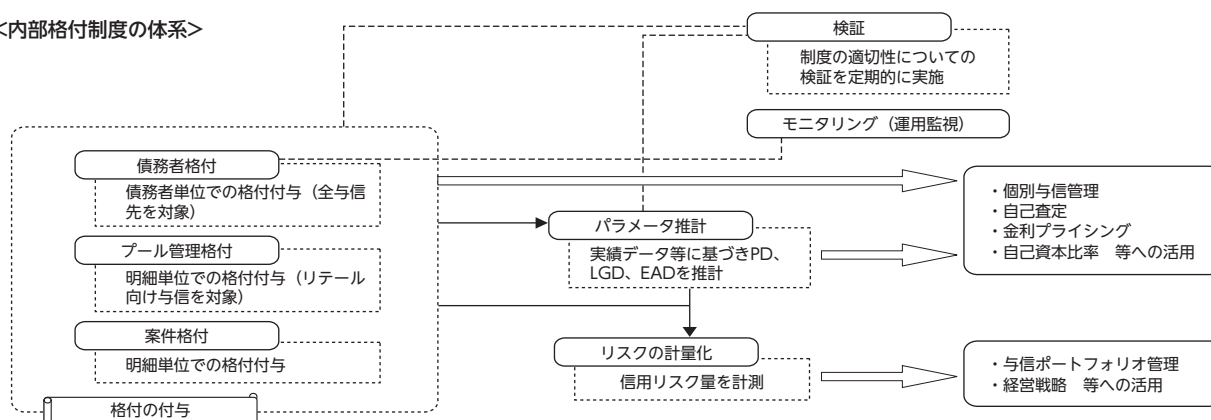 <内部格付制度の体系>
検証
制度の適切性についての
検証を定期的に実施
モニタリング（運用監視）
債務者格付
債務者単位での格付付与（全与信
先を対象）
プール管理格付
明細単位での格付付与（リテール
向け与信を対象）
案件格付
明細単位での格付付与
格付の付与
パラメータ推計
実績データ等に基づきPD、
LGD、EADを推計
リスクの計量化
信用リスク量を計測
・個別与信管理
・自己査定
・金利プライシング
・自己資本比率　等への活用
・与信ポートフォリオ管理
・経営戦略　等への活用